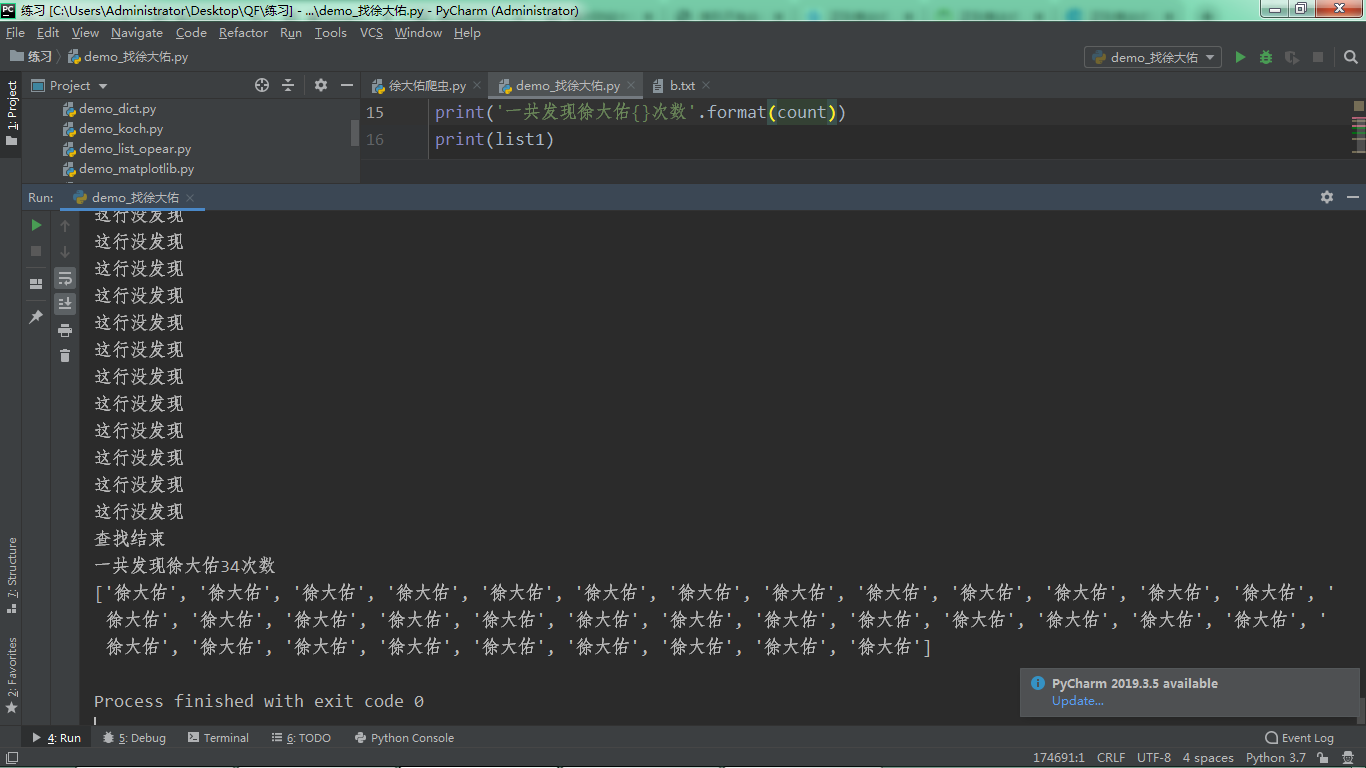 练习 [C:\Users\Administrator\Desktop\QF\练习] - ...\demo_找徐大佑.py - PyCharm (Administrator)
File Edit View Navigate Code Refactor Run Tools VCS Window Help
练习 demo_找徐大佑.py demo_找徐大佑
1: Project
Project 徐大佑爬虫.py demo_找徐大佑.py b.txt
demo_dict.py
demo_koch.py
demo_list_opear.py
demo_matplotlib.py
15 print('一共发现徐大佑{}次数'.format(count))
16 print(list1)
Run: demo_找徐大佑
这行没发现
这行没发现
这行没发现
这行没发现
这行没发现
这行没发现
这行没发现
这行没发现
这行没发现
这行没发现
这行没发现
这行没发现
查找结束
一共发现徐大佑34次数
['徐大佑', '徐大佑', '徐大佑', '徐大佑', '徐大佑', '徐大佑', '徐大佑', '徐大佑', '徐大佑', '徐大佑', '徐大佑', '徐大佑', '徐大佑', '
徐大佑', '徐大佑', '徐大佑', '徐大佑', '徐大佑', '徐大佑', '徐大佑', '徐大佑', '徐大佑', '徐大佑', '徐大佑', '徐大佑', '
徐大佑', '徐大佑', '徐大佑', '徐大佑', '徐大佑', '徐大佑', '徐大佑', '徐大佑', '徐大佑']
Process finished with exit code 0
7: Structure
2: Favorites
PyCharm 2019.3.5 available
Update...
4: Run 5: Debug Terminal 6: TODO Python Console Event Log
174691:1 CRLF UTF-8 4 spaces Python 3.7